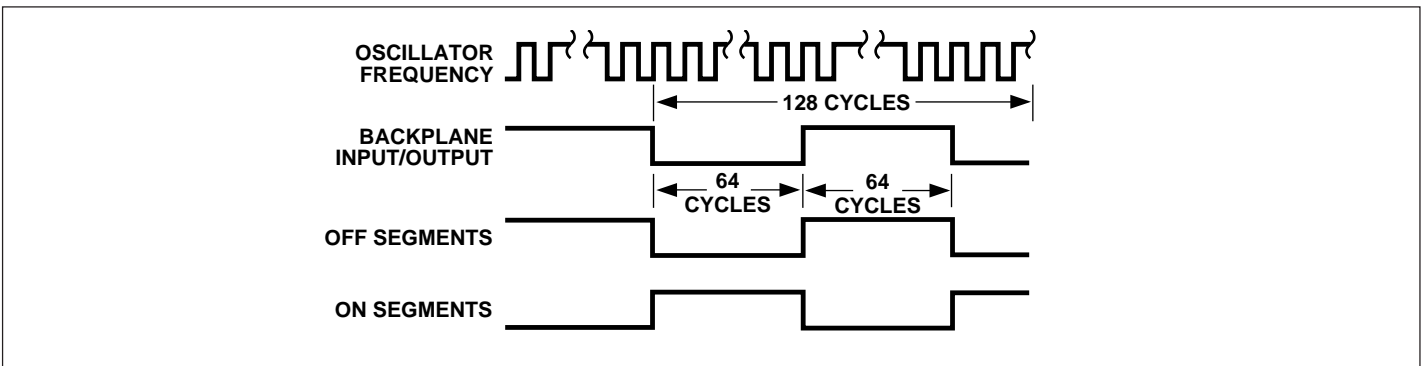 OSCILLATOR
FREQUENCY
128 CYCLES
BACKPLANE
INPUT/OUTPUT
64
CYCLES
64
CYCLES
OFF SEGMENTS
ON SEGMENTS